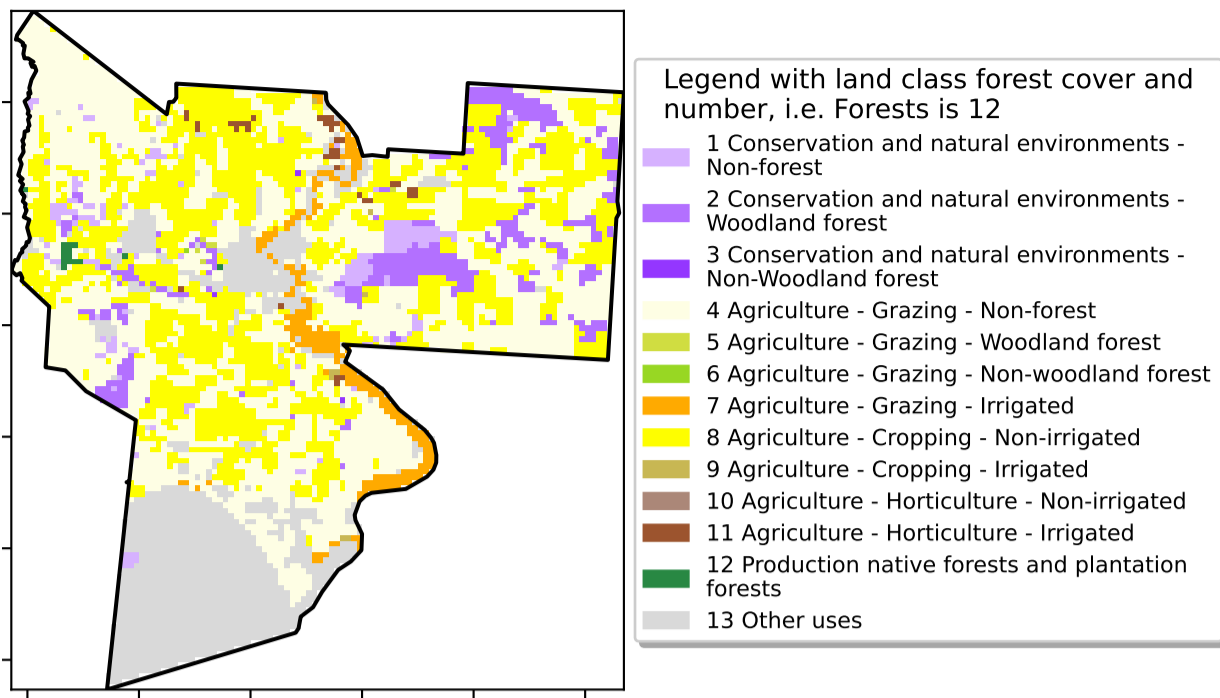 Legend with land class forest cover and
number, i.e. Forests is 12
1 Conservation and natural environments -
Non-forest
2 Conservation and natural environments -
Woodland forest
3 Conservation and natural environments -
Non-Woodland forest
4 Agriculture - Grazing - Non-forest
5 Agriculture - Grazing - Woodland forest
6 Agriculture - Grazing - Non-woodland forest
7 Agriculture - Grazing - Irrigated
8 Agriculture - Cropping - Non-irrigated
9 Agriculture - Cropping - Irrigated
10 Agriculture - Horticulture - Non-irrigated
11 Agriculture - Horticulture - Irrigated
12 Production native forests and plantation
forests
13 Other uses